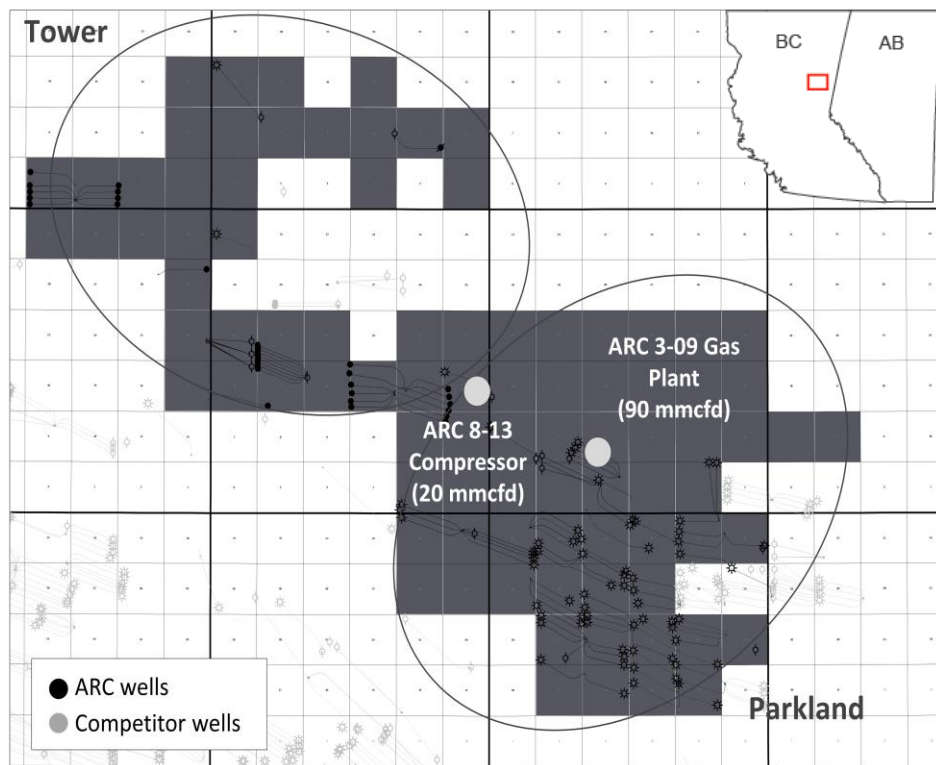 Tower
BC
AB
ARC 3-09 Gas
Plant
(90 mmcfd)
ARC 8-13
Compressor
(20 mmcfd)
ARC wells
Competitor wells
Parkland